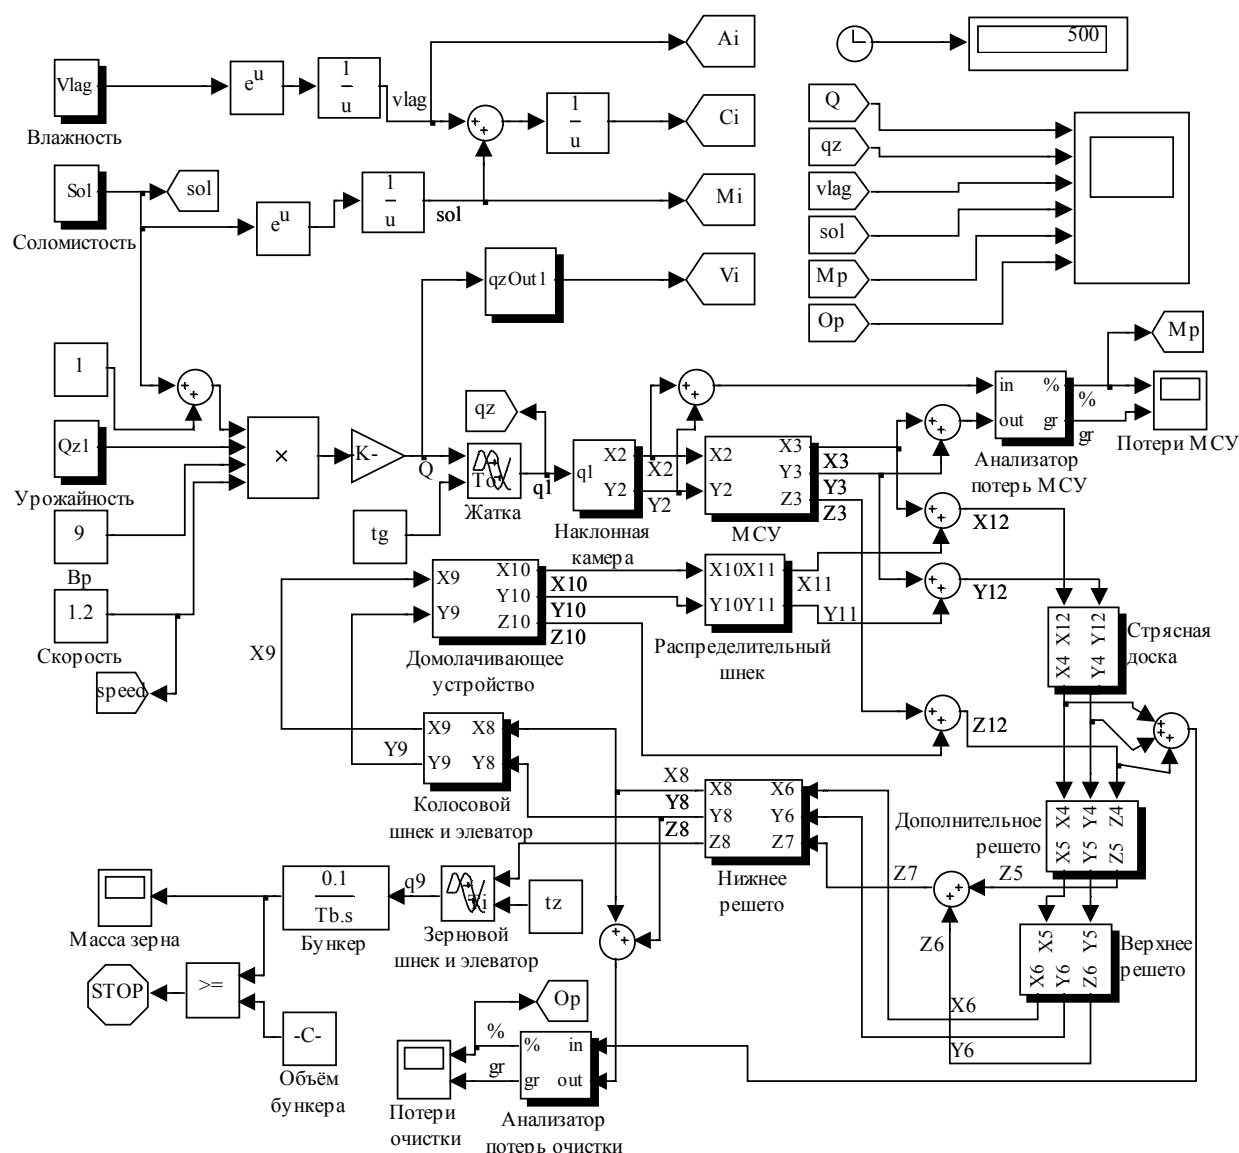 Ai
500
Vlag
e^u
1
u
vlag
Ci
1
u
Влажность
Q
qz
vlag
sol
Mp
Op
Sol
sol
e^u
1
u
sol
Mi
Соломистость
qzOut1
Vi
Mp
1
Qz1
Урожайность
×
K-
Q
qz
To
Жатка
q1
q1
X2
Y2
X2
Y2
Наклонная
камера
X2
Y2
X3
Y3
Z3
МСУ
X3
Y3
Z3
in
out
%
gr
%
gr
Анализатор
потерь МСУ
Потери МСУ
9
Вр
tg
X12
1.2
Скорость
speed
X9
X9
Y9
X10
Y10
Z10
X10
Y10
Z10
Домолачивающее
устройство
X10X11
Y10Y11
X11
Y11
Распределительный
шнек
Y12
X12
Y12
X4
Y4
Стрясная
доска
Z12
X9
Y9
X8
Y8
Y9
Колосовой
шнек и элеватор
X8
Y8
Z8
X8
Y8
Z8
X6
Y6
Z7
Нижнее
решето
Z7
Z5
Z6
Дополнительное
решето
X4
Y4
Z4
X5
Y5
Z5
X5
Y5
X6
Y6
Z6
Верхнее
решето
X6
Y6
Масса зерна
0.1
Tb.s
Бункер
q9
Ti
Зерновой
шнек и элеватор
tz
STOP
>=
-C-
Объём
бункера
Op
%
gr
%
gr
in
out
Потери
очистки
Анализатор
потерь очистки